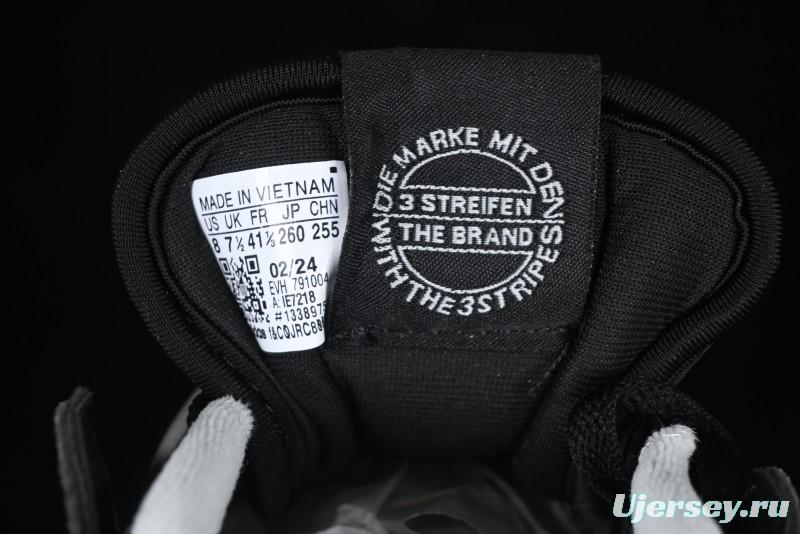 MADE IN VIETNAM
US UK FR JP CHN
8 7½ 41⅓ 260 255
02/24
EVH 791004
A: IE7218
DIE MARKE MIT DEN
3 STREIFEN
THE BRAND
WITH THE 3 STRIPES
Ujersey.ru